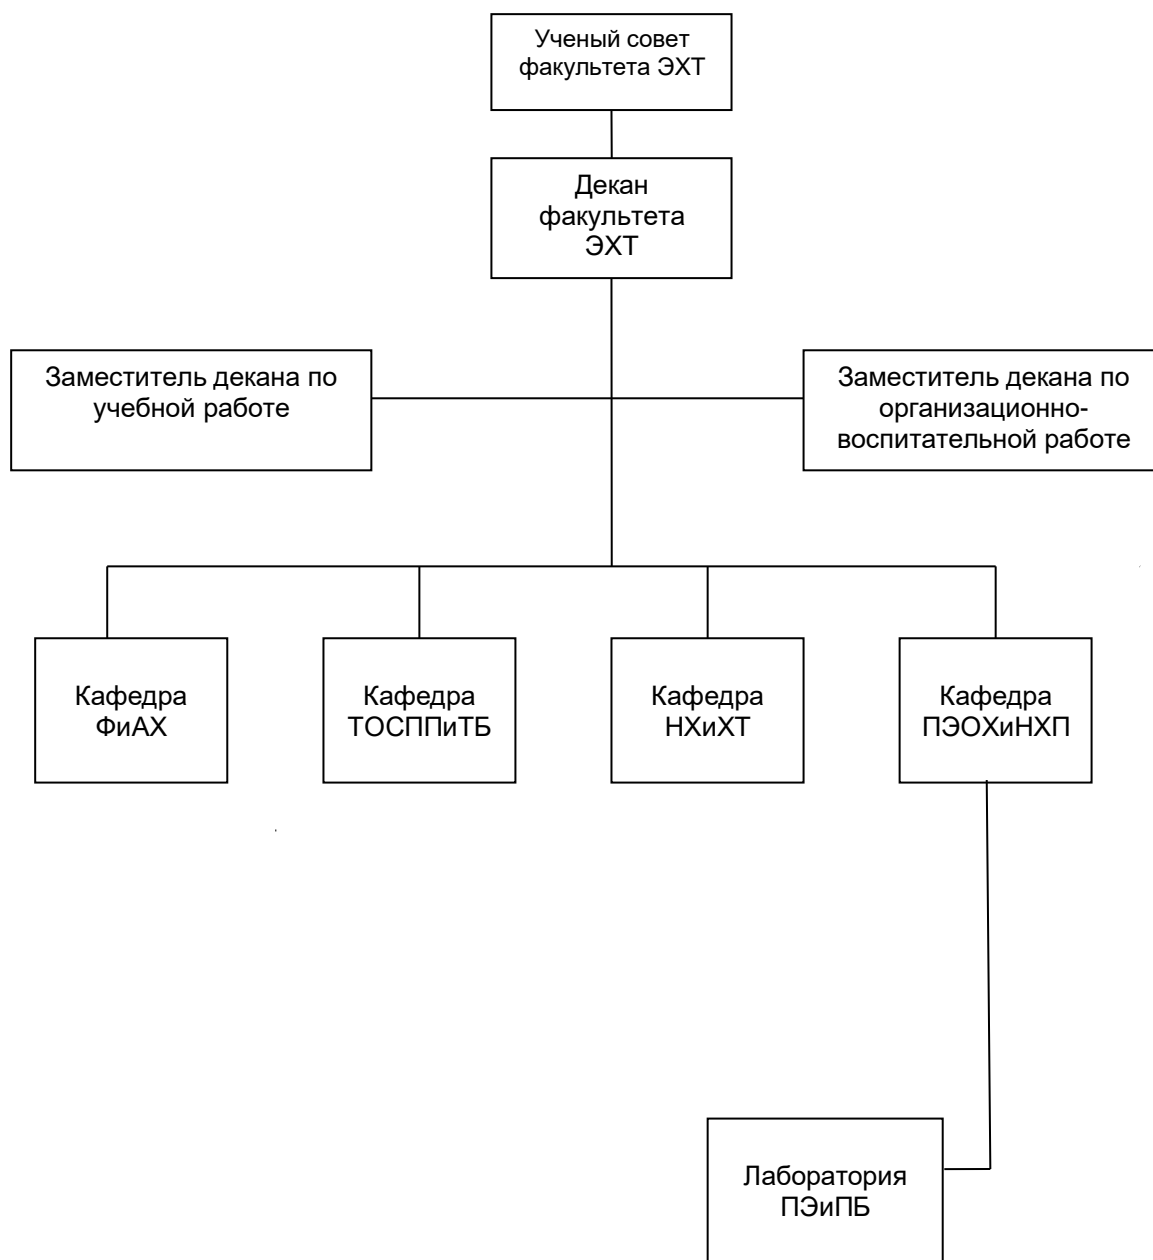 Ученый совет
факультета ЭХТ
Декан
факультета
ЭХТ
Заместитель декана по
учебной работе
Заместитель декана по
организационно-
воспитательной работе
Кафедра
ФиАХ
Кафедра
ТОСППиТБ
Кафедра
НХиХТ
Кафедра
ПЭОХиНХП
Лаборатория
ПЭиПБ